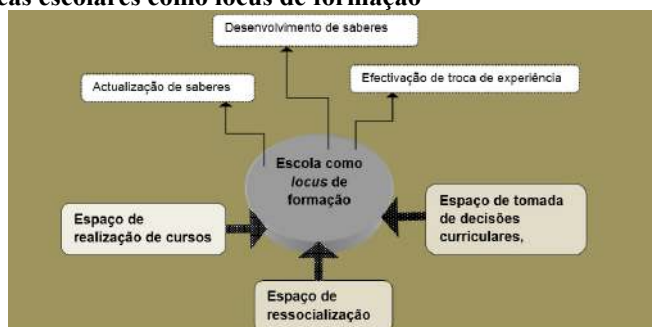 cas escolares como locus de formação
Desenvolvimento de saberes
Actualização de saberes
Efectivação de troca de experiência
Escola como
locus de
formação
Espaço de
realização de cursos
Espaço de tomada
de decisões
curriculares,
Espaço de
ressocialização